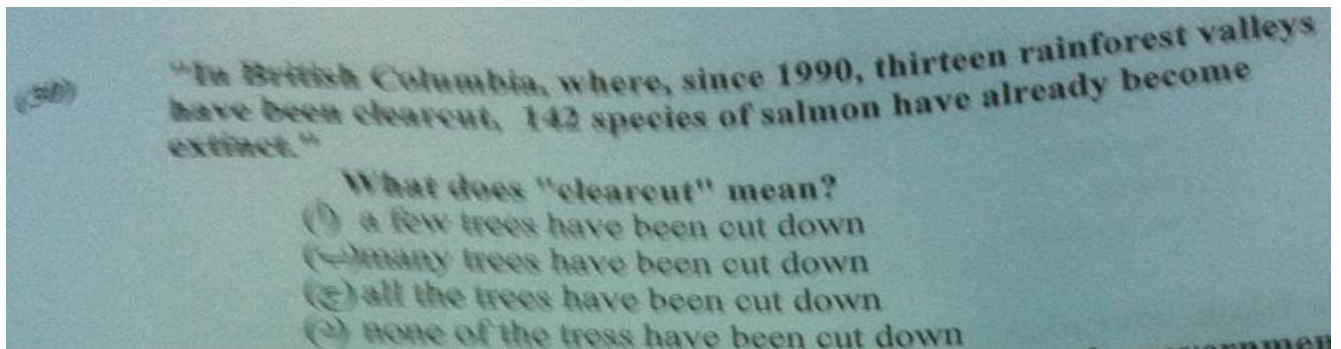 "In British Columbia, where, since 1990, thirteen rainforest valleys
have been clearcut, 142 species of salmon have already become
extinct."
What does "clearcut" mean?
a few trees have been cut down
many trees have been cut down
all the trees have been cut down
none of the tress have been cut down